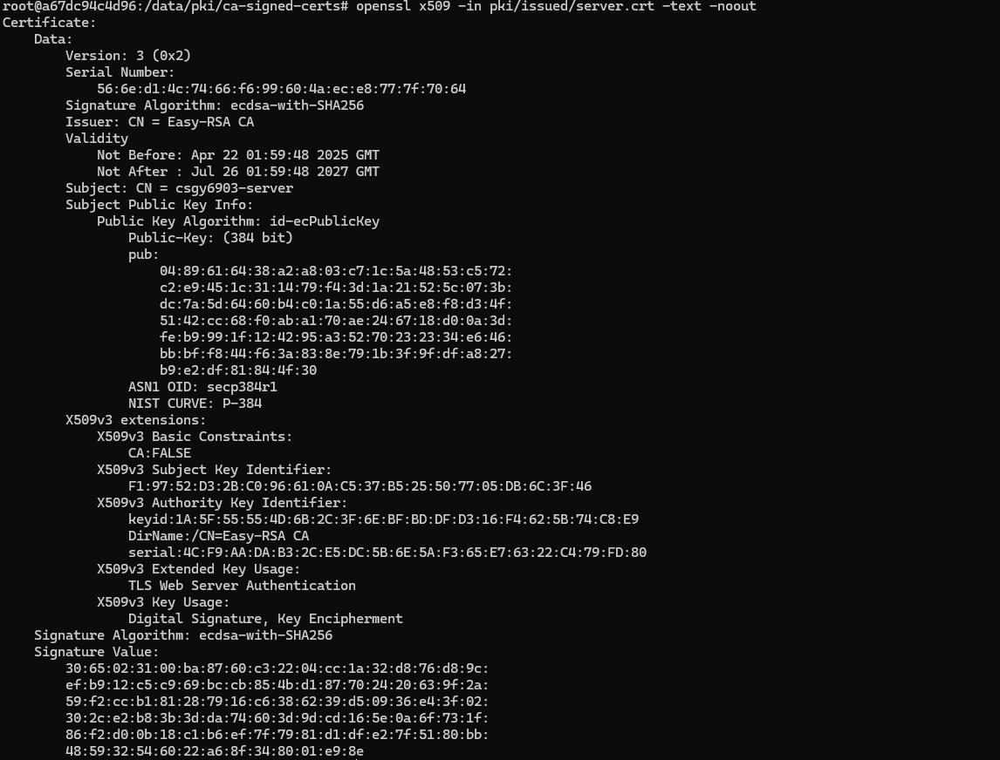 root@a67dc94c4d96:/data/pki/ca-signed-certs# openssl x509 -in pki/issued/server.crt -text -noout
Certificate:
    Data:
        Version: 3 (0x2)
        Serial Number:
            56:6e:d1:4c:74:66:f6:99:60:4a:ec:e8:77:7f:70:64
        Signature Algorithm: ecdsa-with-SHA256
        Issuer: CN = Easy-RSA CA
        Validity
            Not Before: Apr 22 01:59:48 2025 GMT
            Not After : Jul 26 01:59:48 2027 GMT
        Subject: CN = csgy6903-server
        Subject Public Key Info:
            Public Key Algorithm: id-ecPublicKey
                Public-Key: (384 bit)
                pub:
                    04:89:61:64:38:a2:a8:03:c7:1c:5a:48:53:c5:72:
                    c2:e9:45:1c:31:14:79:f4:3d:1a:21:52:5c:07:3b:
                    dc:7a:5d:64:60:b4:c0:1a:55:d6:a5:e8:f8:d3:4f:
                    51:42:cc:68:f0:ab:a1:70:ae:24:67:18:d0:0a:3d:
                    fe:b9:99:1f:12:42:95:a3:52:70:23:23:34:e6:46:
                    bb:bf:f8:44:f6:3a:83:8e:79:1b:3f:9f:df:a8:27:
                    b9:e2:df:81:84:4f:30
                ASN1 OID: secp384r1
                NIST CURVE: P-384
        X509v3 extensions:
            X509v3 Basic Constraints:
                CA:FALSE
            X509v3 Subject Key Identifier:
                F1:97:52:D3:2B:C0:96:61:0A:C5:37:B5:25:50:77:05:DB:6C:3F:46
            X509v3 Authority Key Identifier:
                keyid:1A:5F:55:55:4D:6B:2C:3F:6E:BF:BD:DF:D3:16:F4:62:5B:74:C8:E9
                DirName:/CN=Easy-RSA CA
                serial:4C:F9:AA:DA:B3:2C:E5:DC:5B:6E:5A:F3:65:E7:63:22:C4:79:FD:80
            X509v3 Extended Key Usage:
                TLS Web Server Authentication
            X509v3 Key Usage:
                Digital Signature, Key Encipherment
    Signature Algorithm: ecdsa-with-SHA256
    Signature Value:
        30:65:02:31:00:ba:87:60:c3:22:04:cc:1a:32:d8:76:d8:9c:
        ef:b9:12:c5:c9:69:bc:cb:85:4b:d1:87:70:24:20:63:9f:2a:
        59:f2:cc:b1:81:28:79:16:c6:38:62:39:d5:09:36:e4:3f:02:
        30:2c:e2:b8:3b:3d:da:74:60:3d:9d:cd:16:5e:0a:6f:73:1f:
        86:f2:d0:0b:18:c1:b6:ef:7f:79:81:d1:df:e2:7f:51:80:bb:
        48:59:32:54:60:22:a6:8f:34:80:01:e9:8e